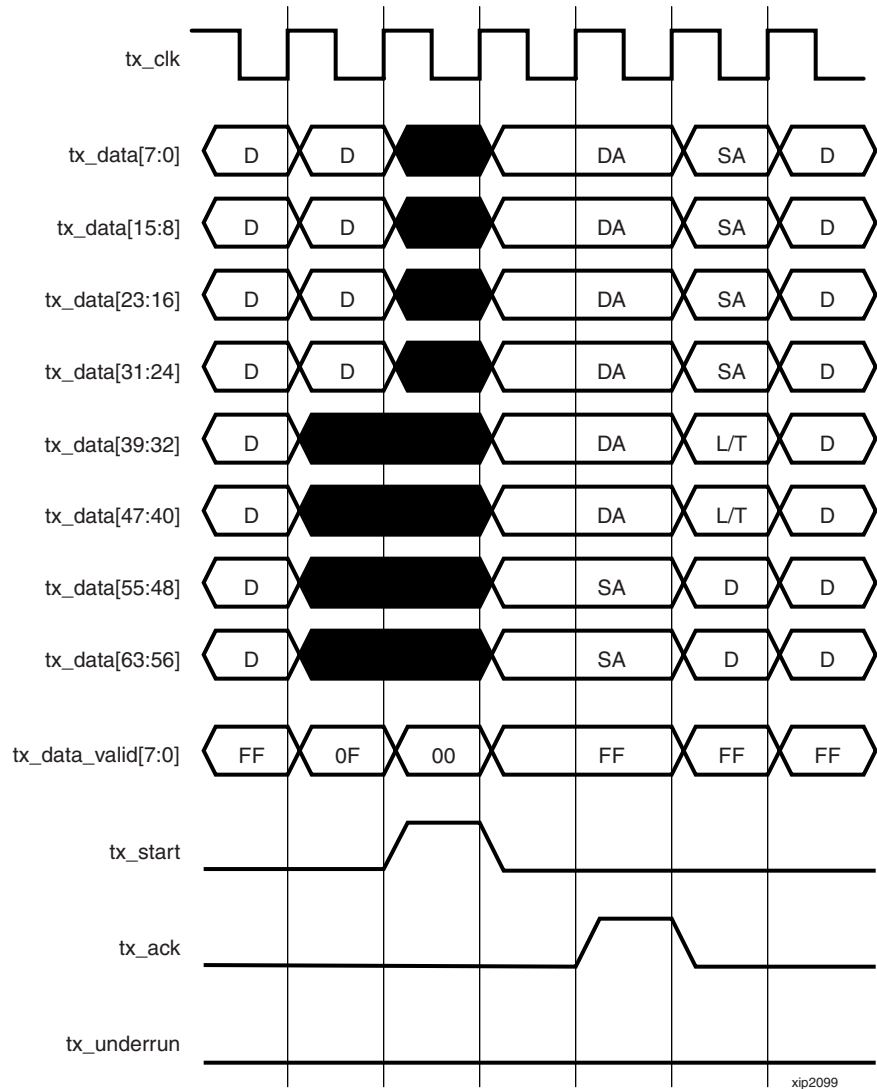 tx_clk
tx_data[7:0] D D DA SA D
tx_data[15:8] D D DA SA D
tx_data[23:16] D D DA SA D
tx_data[31:24] D D DA SA D
tx_data[39:32] D DA L/T D
tx_data[47:40] D DA L/T D
tx_data[55:48] D SA D D
tx_data[63:56] D SA D D
tx_data_valid[7:0] FF 0F 00 FF FF FF
tx_start
tx_ack
tx_underrun
xip2099